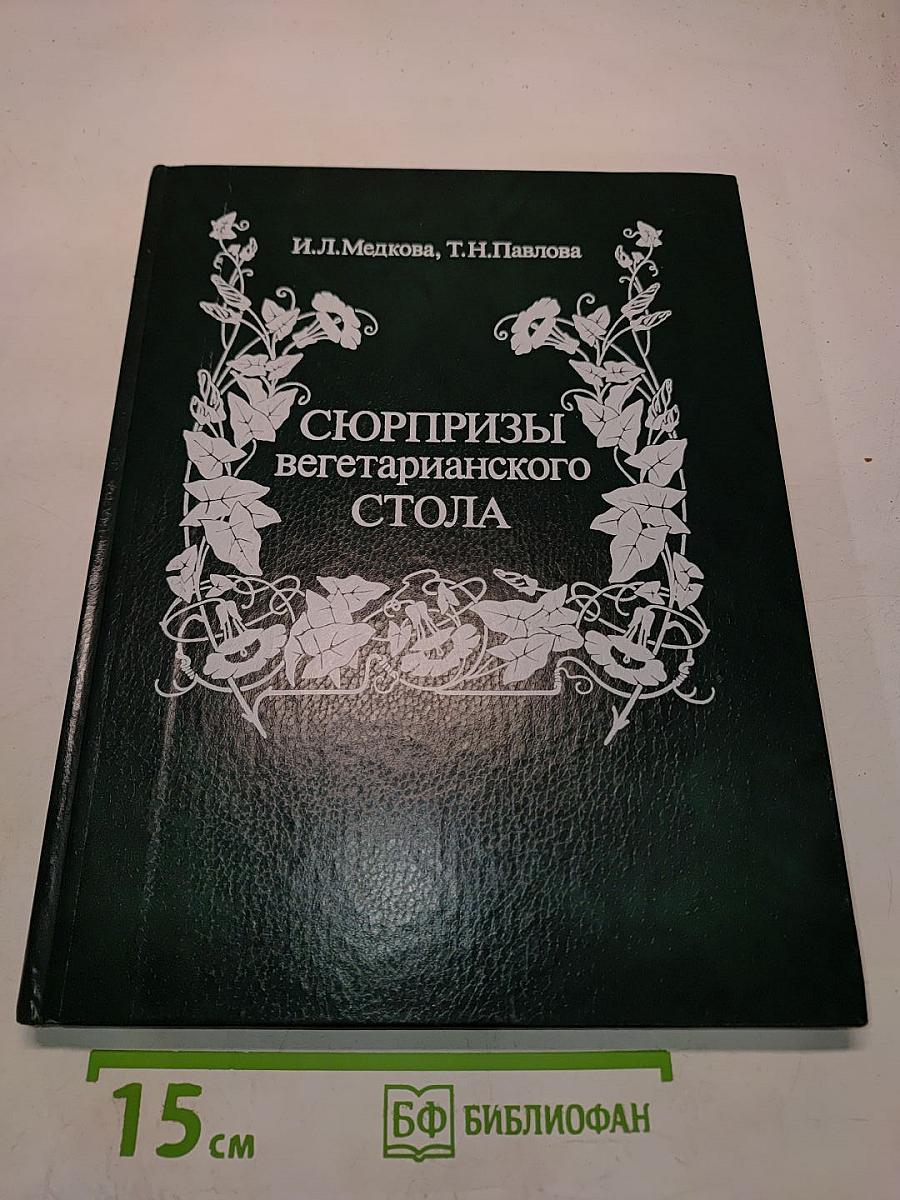 И.Л.Медкова, Т.Н.Павлова
СЮРПРИЗЫ
вегетарианского
СТОЛА
15 см
БФ БИБЛИОФАН